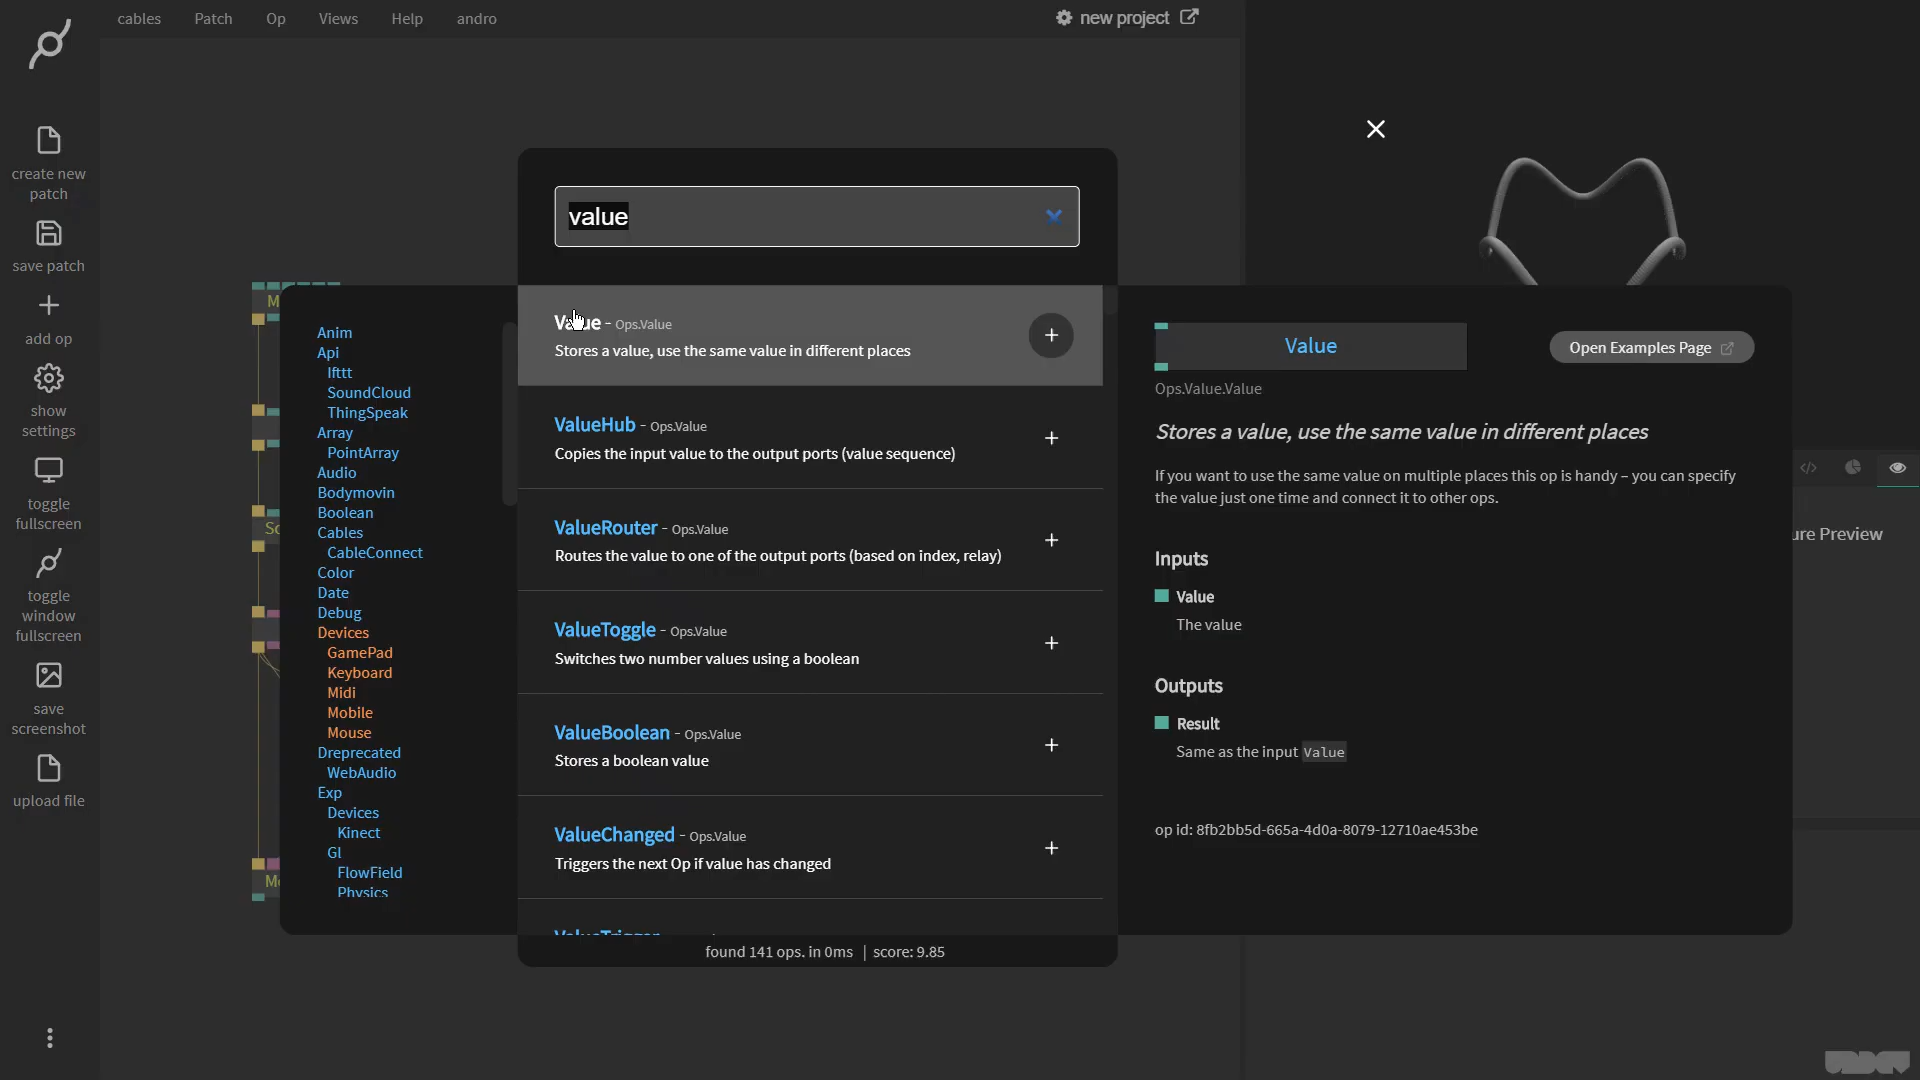 cables Patch Op Views Help andro
new project
create new
patch
save patch
add op
show
settings
toggle
fullscreen
toggle
window
fullscreen
save
screenshot
upload file
value
Anim
Api
Ifttt
SoundCloud
ThingSpeak
Array
PointArray
Audio
Bodymovin
Boolean
Cables
CableConnect
Color
Date
Debug
Devices
GamePad
Keyboard
Midi
Mobile
Mouse
Dreprecated
WebAudio
Exp
Devices
Kinect
Gl
FlowField
Physics
Value - Ops.Value
Stores a value, use the same value in different places
ValueHub - Ops.Value
Copies the input value to the output ports (value sequence)
ValueRouter - Ops.Value
Routes the value to one of the output ports (based on index, relay)
ValueToggle - Ops.Value
Switches two number values using a boolean
ValueBoolean - Ops.Value
Stores a boolean value
ValueChanged - Ops.Value
Triggers the next Op if value has changed
found 141 ops. in 0ms | score: 9.85
Value
Open Examples Page
Ops.Value.Value
Stores a value, use the same value in different places
If you want to use the same value on multiple places this op is handy – you can specify
the value just one time and connect it to other ops.
Inputs
Value
The value
Outputs
Result
Same as the input Value
op id: 8fb2bb5d-665a-4d0a-8079-12710ae453be
ure Preview